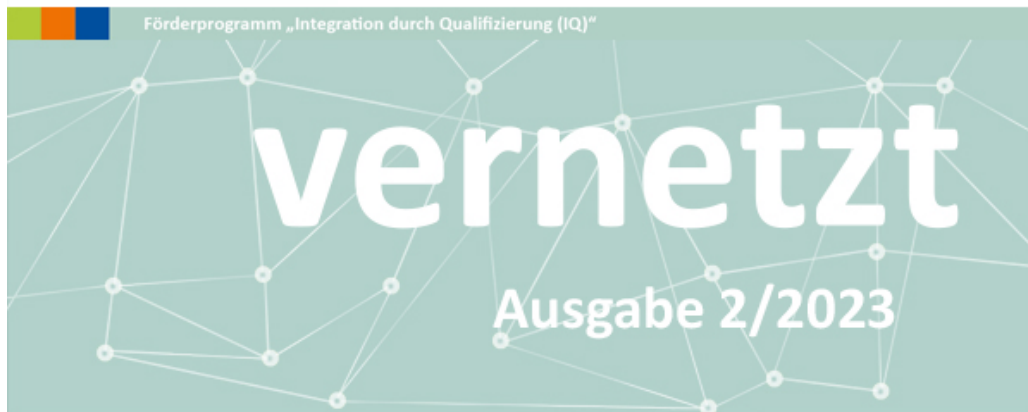 Förderprogramm „Integration durch Qualifizierung (IQ)“
vernetzt
Ausgabe 2/2023